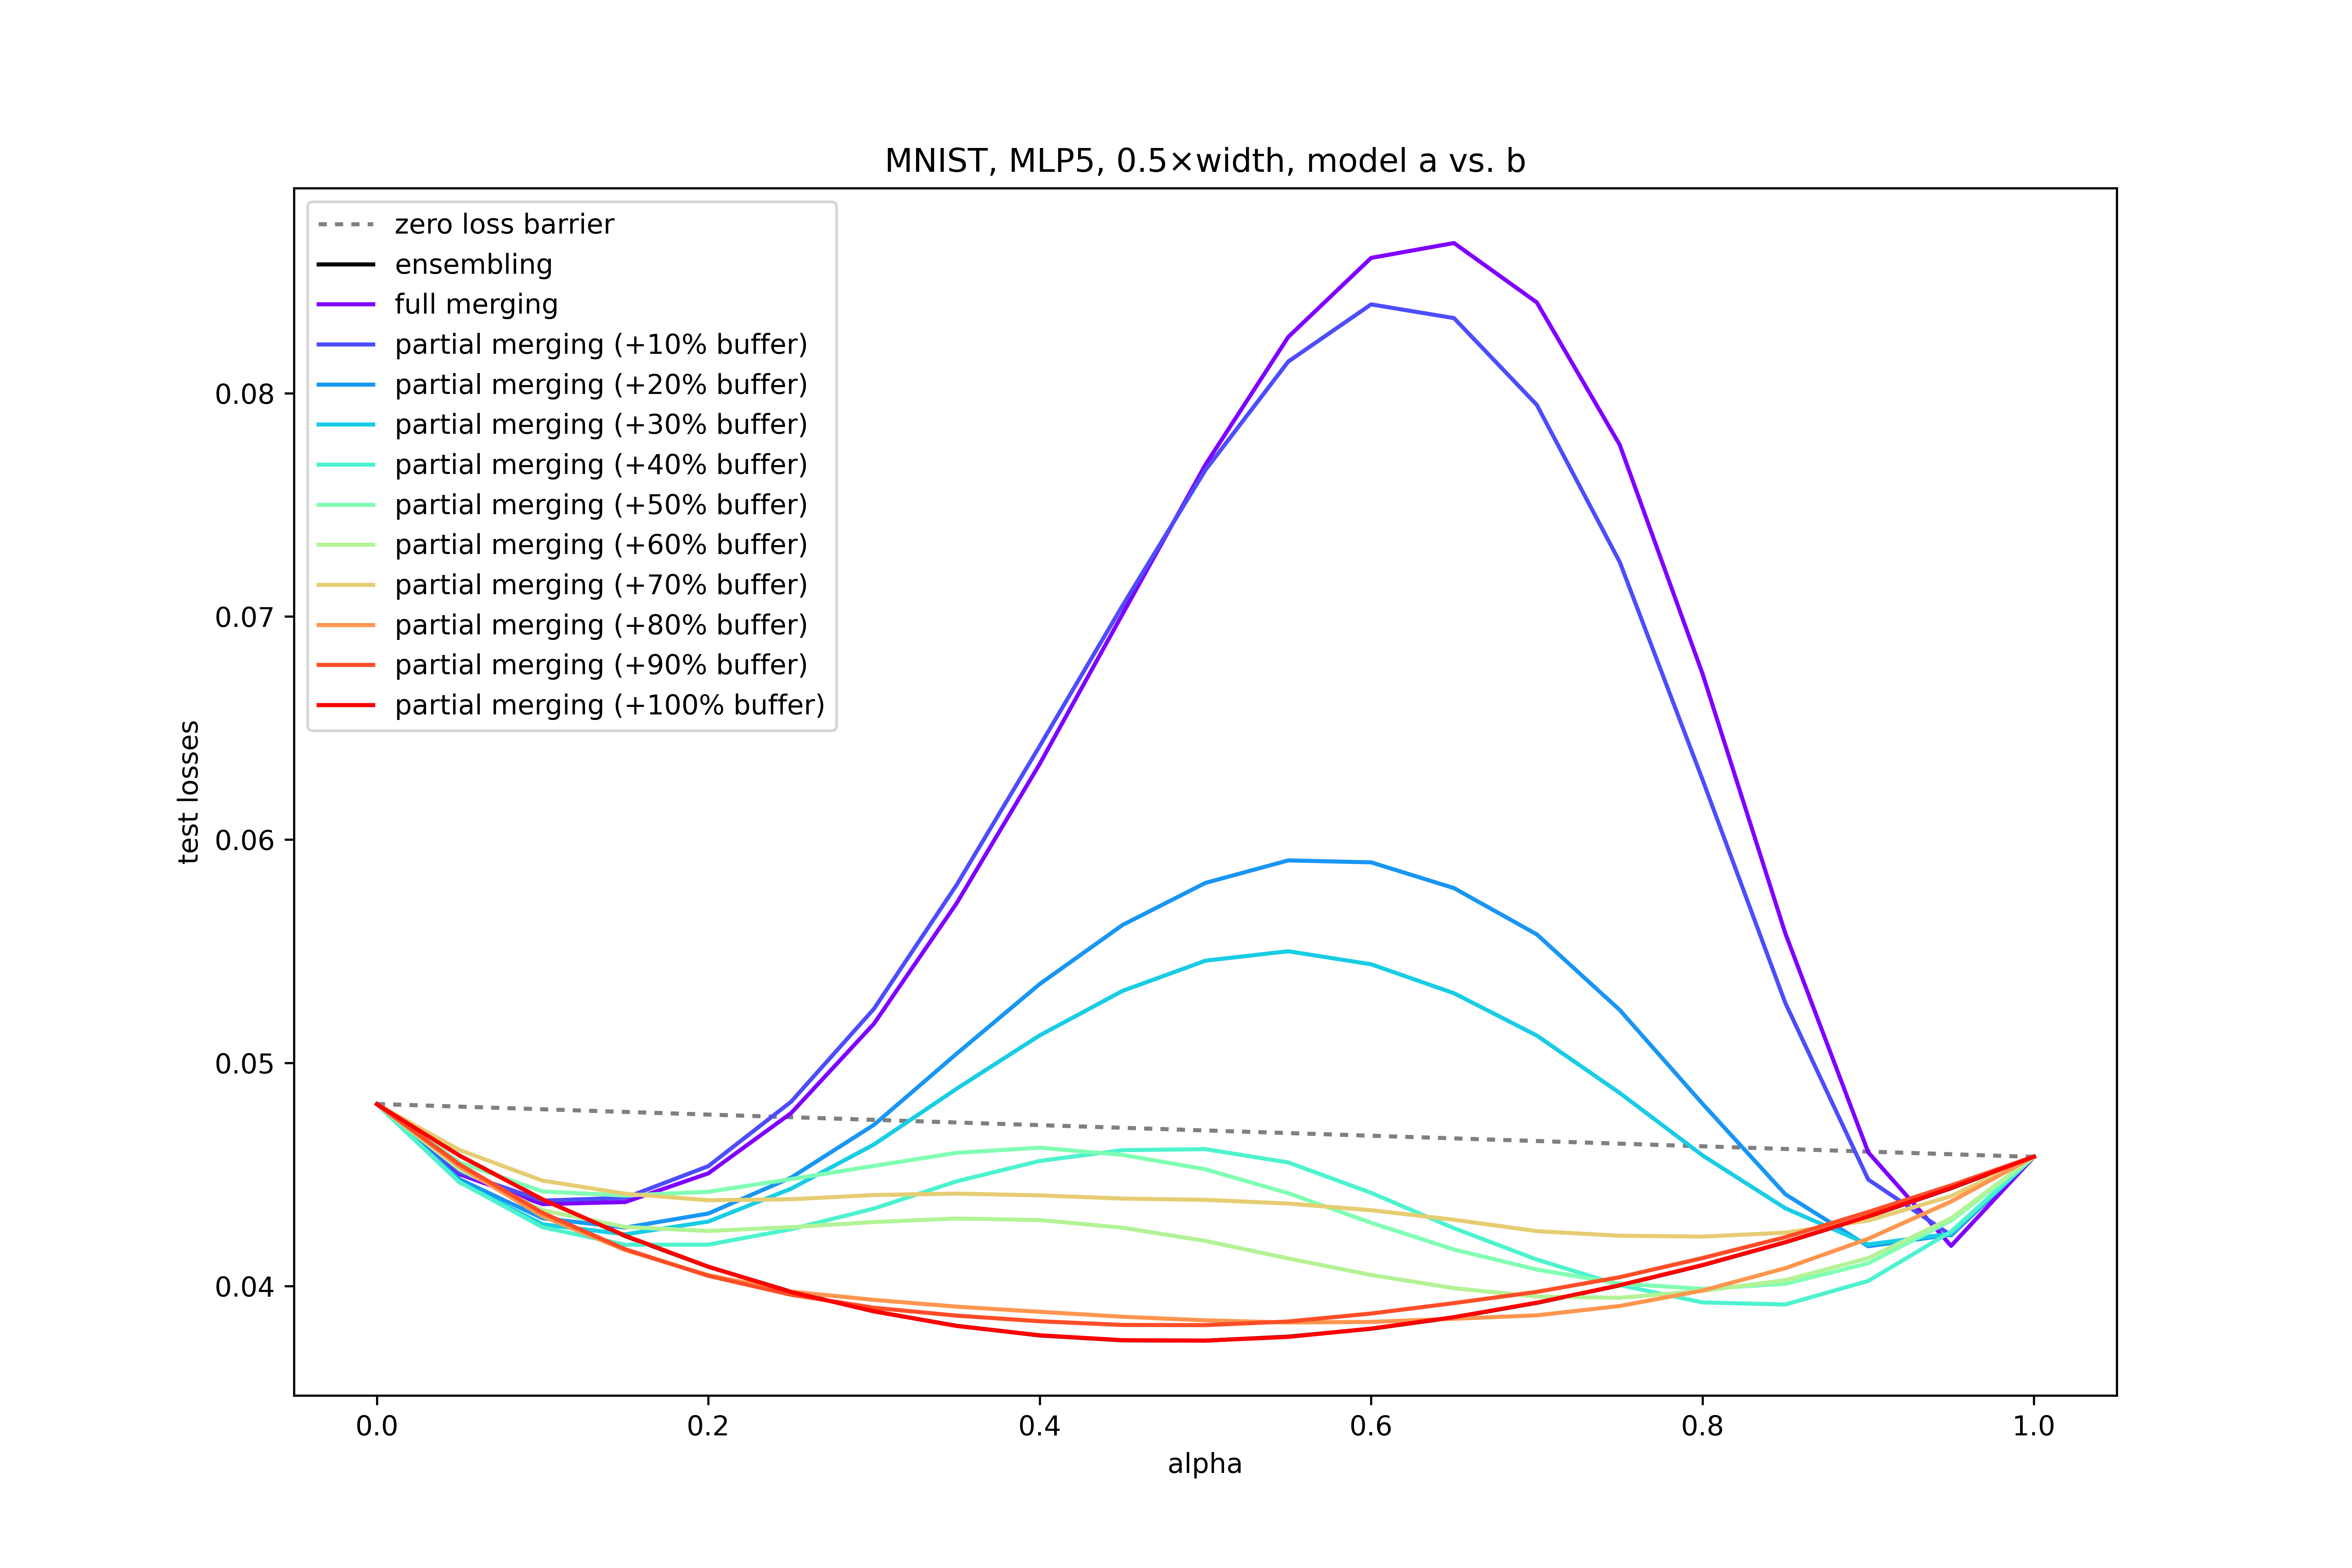 MNIST, MLP5, 0.5×width, model a vs. b
zero loss barrier
ensembling
full merging
partial merging (+10% buffer)
partial merging (+20% buffer)
partial merging (+30% buffer)
partial merging (+40% buffer)
partial merging (+50% buffer)
partial merging (+60% buffer)
partial merging (+70% buffer)
partial merging (+80% buffer)
partial merging (+90% buffer)
partial merging (+100% buffer)
test losses
0.08
0.07
0.06
0.05
0.04
0.0 0.2 0.4 0.6 0.8 1.0
alpha